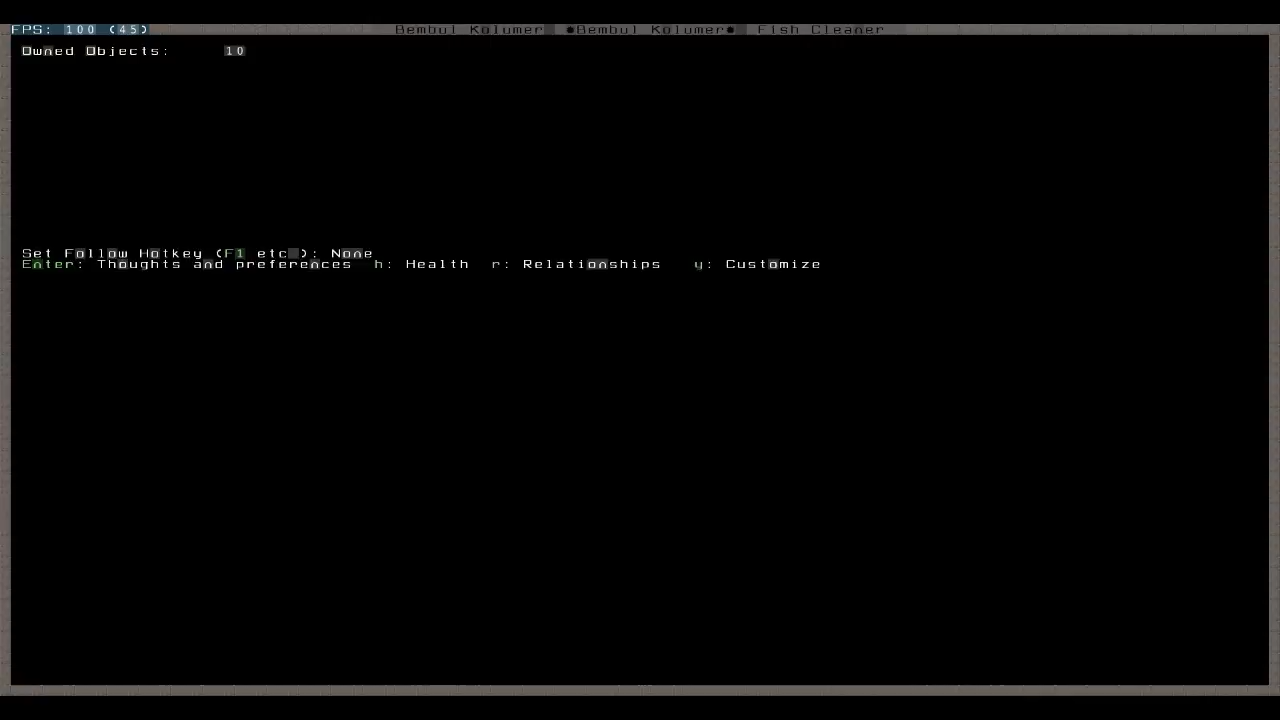 FPS: 100 (45) Bembul Kolumer •Bembul Kolumer• Fish Cleaner
Owned Objects: 10
Set Follow Hotkey (F1 etc.): None
Enter: Thoughts and preferences h: Health r: Relationships y: Customize